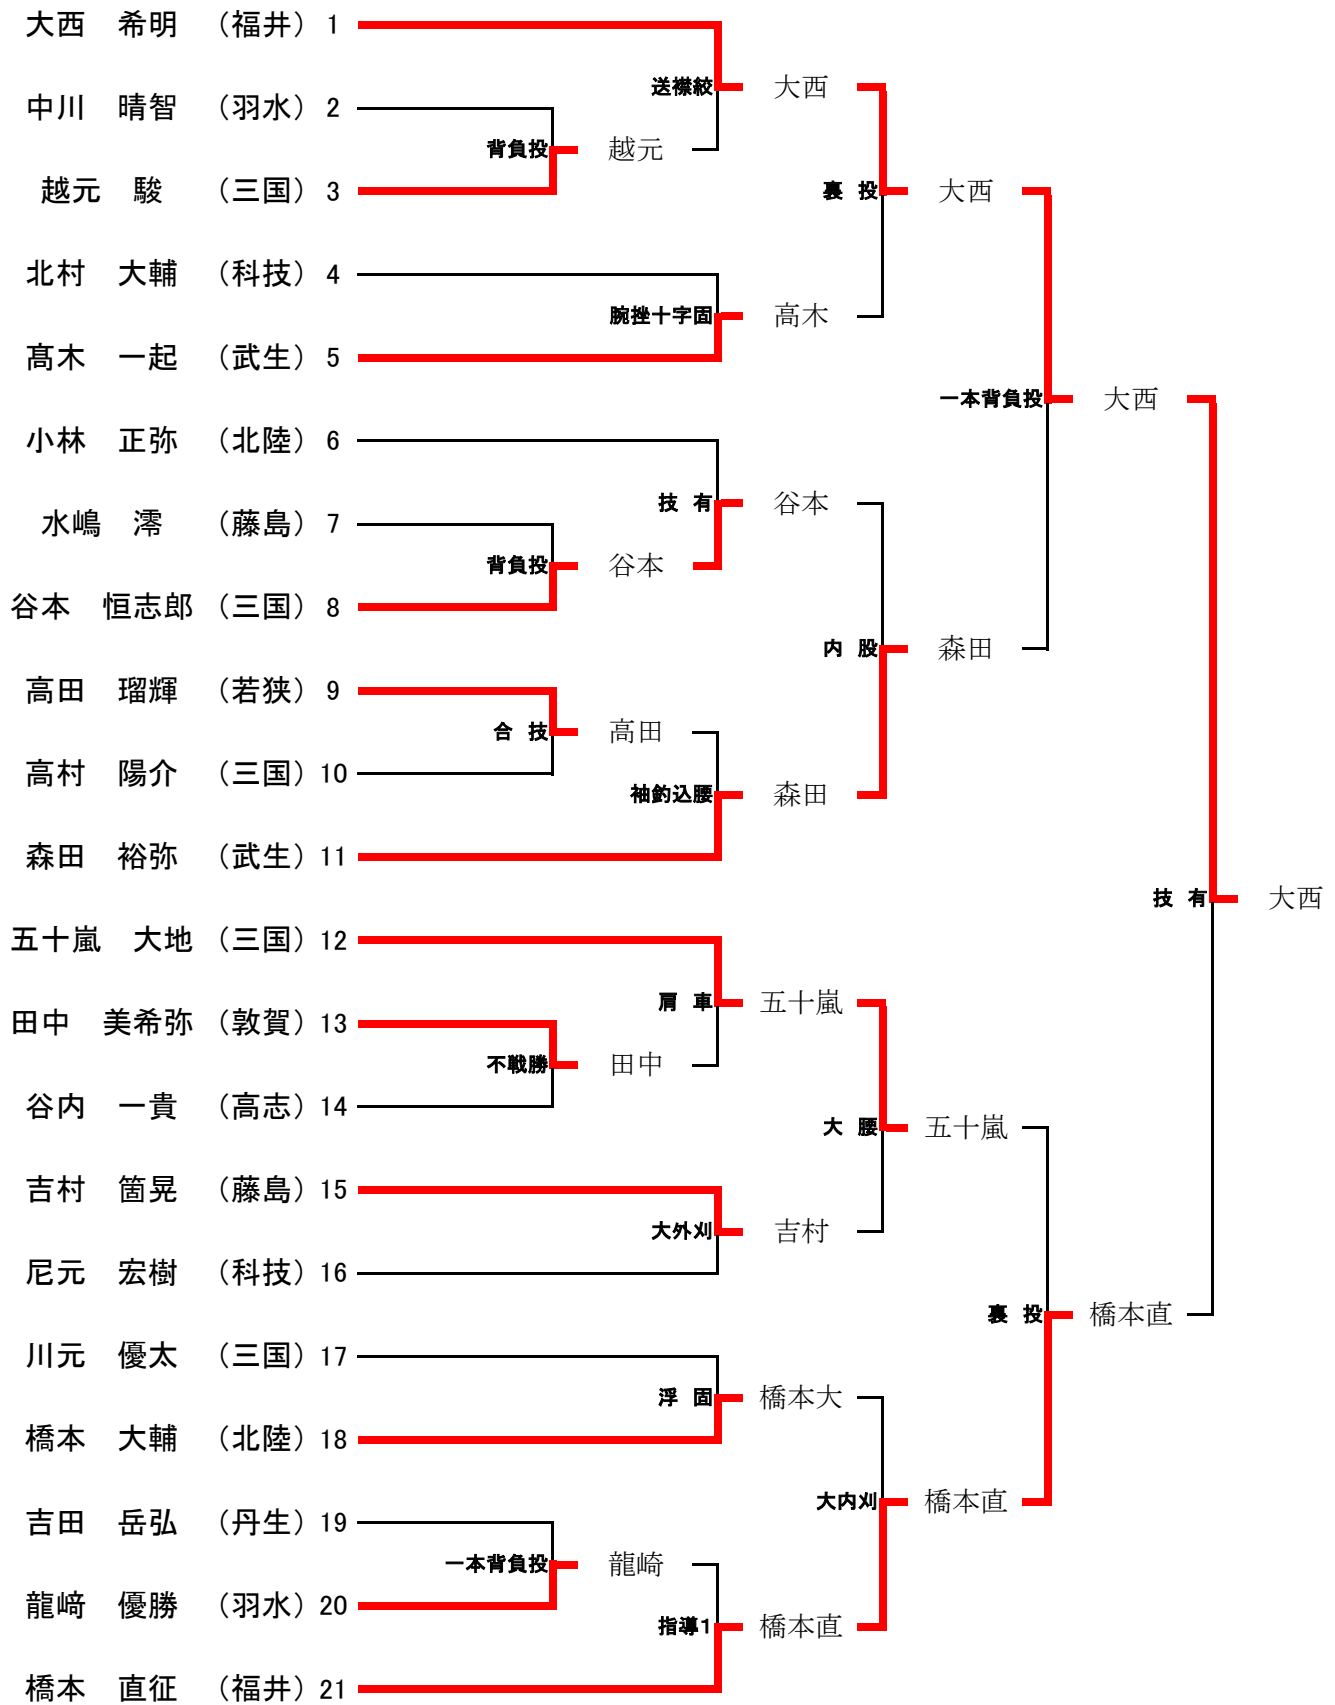 大西　希明　（福井） 1
送襟絞　大西
中川　晴智　（羽水） 2
背負投　越元
越元　駿　（三国） 3
裏 投　大西
北村　大輔　（科技） 4
腕挫十字固　高木
髙木　一起　（武生） 5
一本背負投　大西
小林　正弥　（北陸） 6
技 有　谷本
水嶋　澪　（藤島） 7
背負投　谷本
谷本　恒志郎　（三国） 8
内 股　森田
高田　瑠輝　（若狭） 9
合 技　高田
高村　陽介　（三国） 10
袖釣込腰　森田
森田　裕弥　（武生） 11
技 有　大西
五十嵐　大地　（三国） 12
肩 車　五十嵐
田中　美希弥　（敦賀） 13
不戦勝　田中
谷内　一貴　（高志） 14
大 腰　五十嵐
吉村　箇晃　（藤島） 15
大外刈　吉村
尼元　宏樹　（科技） 16
裏 投　橋本直
川元　優太　（三国） 17
浮 固　橋本大
橋本　大輔　（北陸） 18
大内刈　橋本直
吉田　岳弘　（丹生） 19
一本背負投　龍崎
龍﨑　優勝　（羽水） 20
指導1　橋本直
橋本　直征　（福井） 21